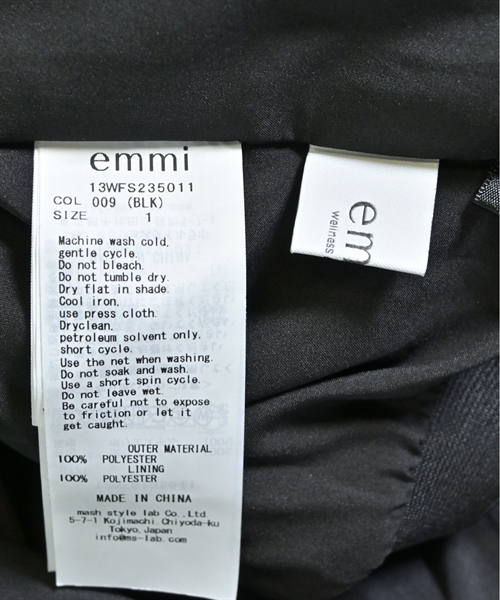 emmi
13WFS235011
COL 009 (BLK)
SIZE 1
Machine wash cold,
gentle cycle.
Do not bleach.
Do not tumble dry.
Dry flat in shade.
Cool iron,
use press cloth.
Dryclean,
petroleum solvent only,
short cycle.
Use the net when washing.
Do not soak and wash.
Use a short spin cycle.
Do not leave wet.
Be careful not to expose
to friction or let it
get caught.
OUTER MATERIAL
100% POLYESTER
LINING
100% POLYESTER
MADE IN CHINA
mash style lab Co.,Ltd.
5-7-1 Kojimachi,Chiyoda-ku
Tokyo,Japan
info@ms-lab.com
em
wellness